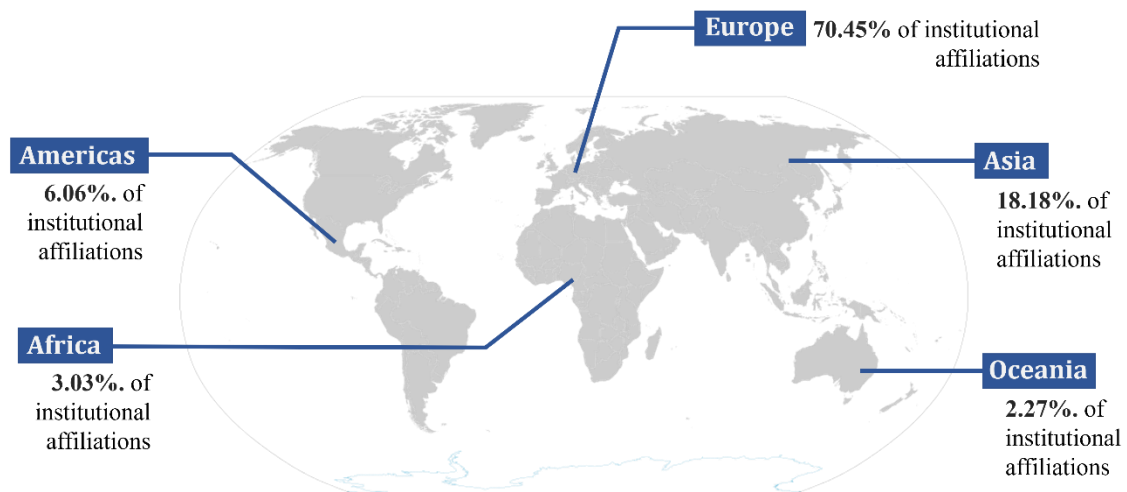 Europe
70.45% of institutional
affiliations
Americas
6.06%. of
institutional
affiliations
Asia
18.18%. of
institutional
affiliations
Africa
3.03%. of
institutional
affiliations
Oceania
2.27%. of
institutional
affiliations